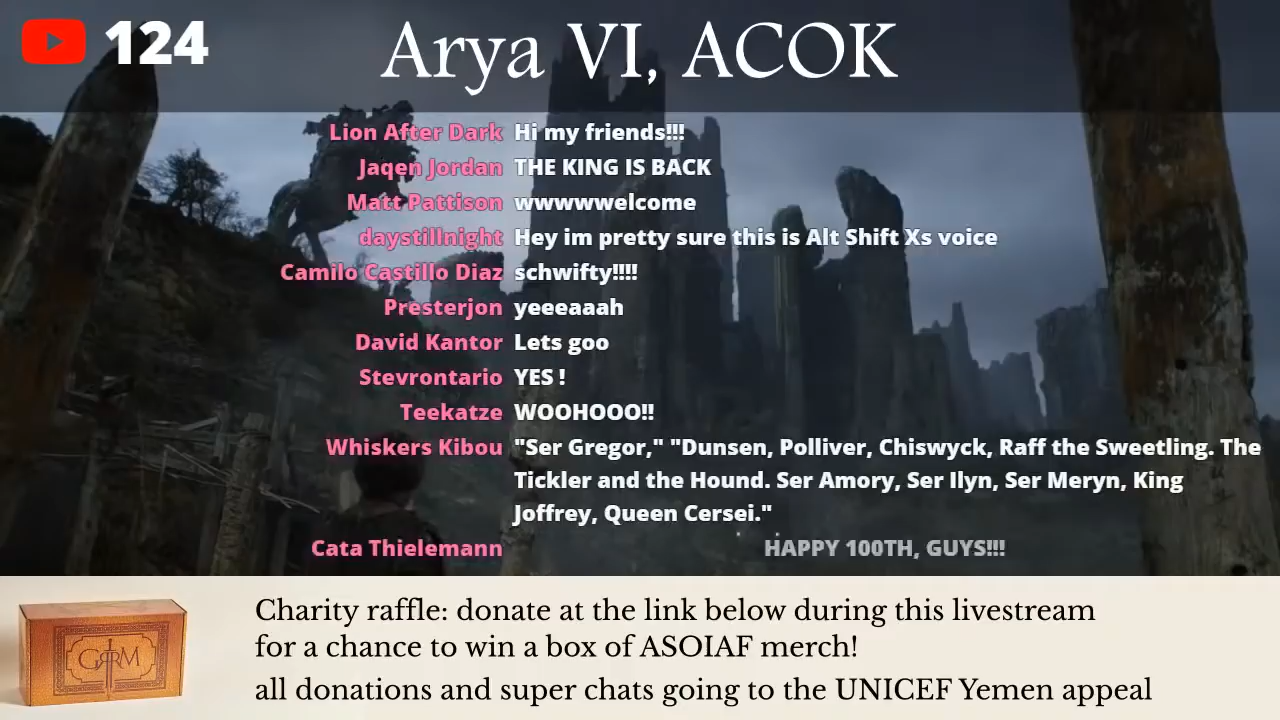 124
Arya VI, ACOK
Lion After Dark Hi my friends!!!
Jaqen Jordan THE KING IS BACK
Matt Pattison wwwwwelcome
daystillnight Hey im pretty sure this is Alt Shift Xs voice
Camilo Castillo Diaz schwifty!!!!
Presterjon yeeeaaah
David Kantor Lets goo
Stevrontario YES !
Teekatze WOOHOOO!!
Whiskers Kibou "Ser Gregor," "Dunsen, Polliver, Chiswyck, Raff the Sweetling. The
Tickler and the Hound. Ser Amory, Ser Ilyn, Ser Meryn, King
Joffrey, Queen Cersei."
Cata Thielemann HAPPY 100TH, GUYS!!!
Charity raffle: donate at the link below during this livestream
for a chance to win a box of ASOIAF merch!
all donations and super chats going to the UNICEF Yemen appeal
GRRM